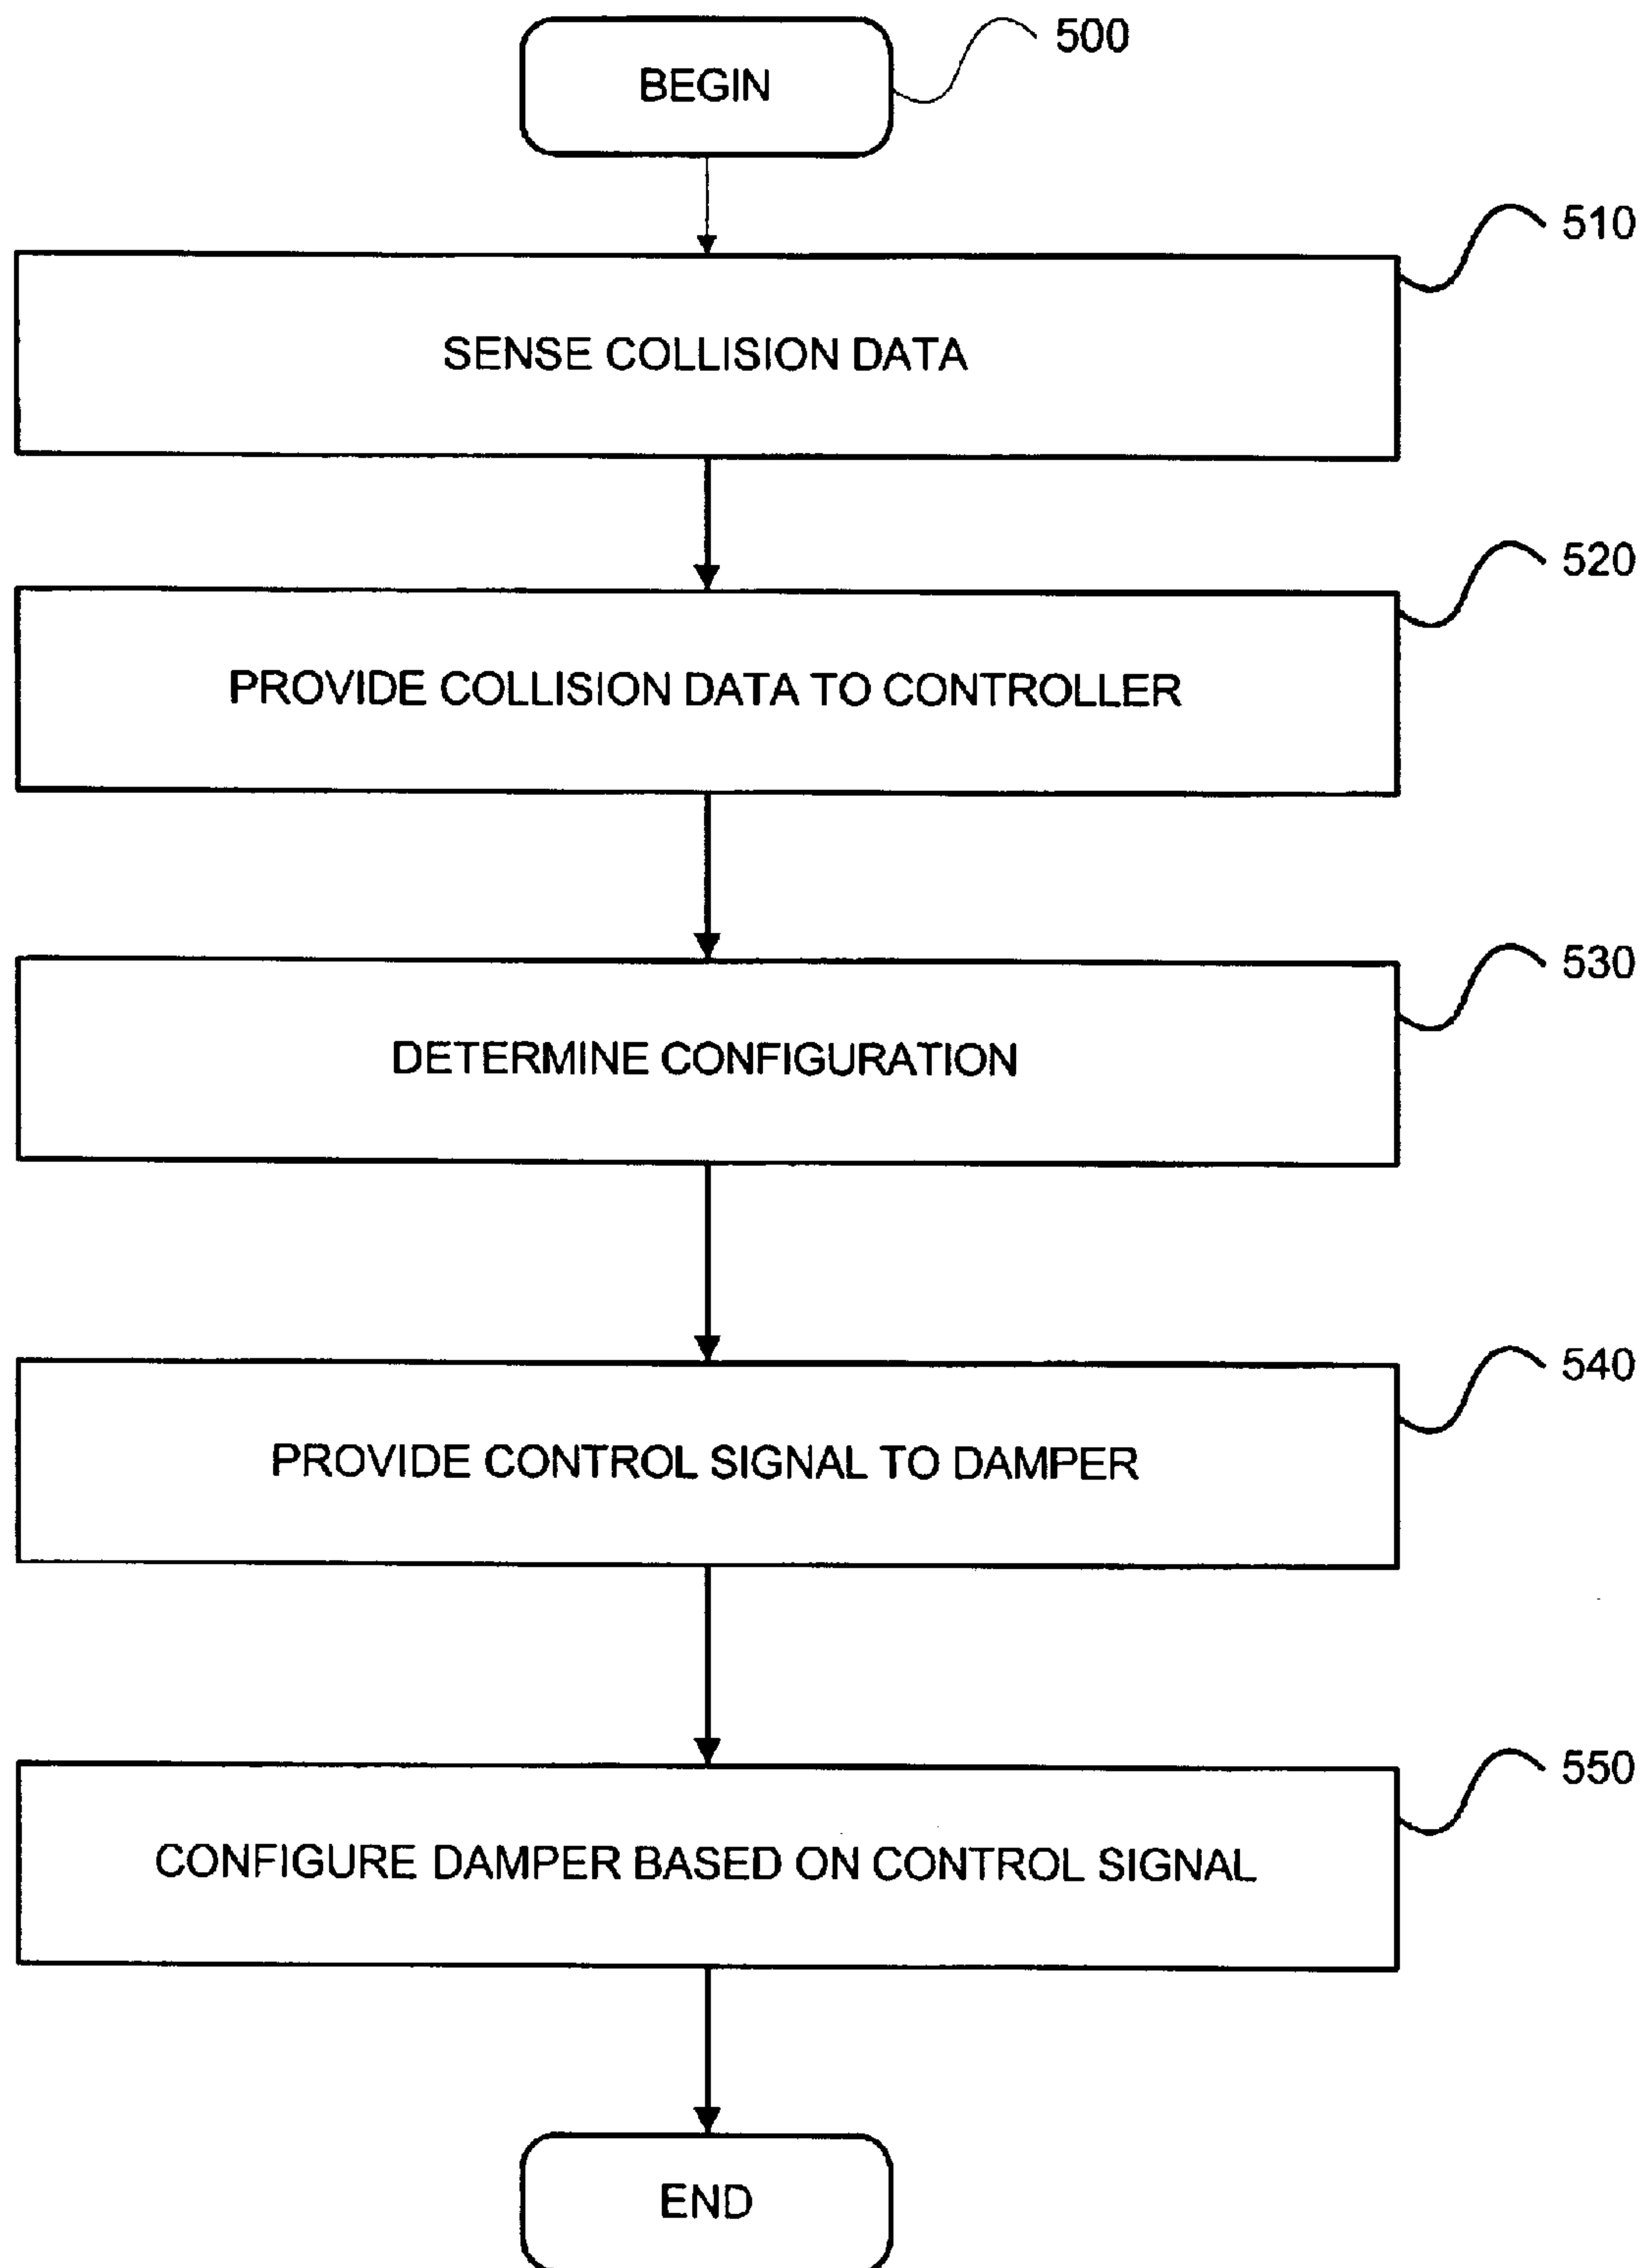 BEGIN
500
510
SENSE COLLISION DATA
520
PROVIDE COLLISION DATA TO CONTROLLER
530
DETERMINE CONFIGURATION
540
PROVIDE CONTROL SIGNAL TO DAMPER
550
CONFIGURE DAMPER BASED ON CONTROL SIGNAL
END